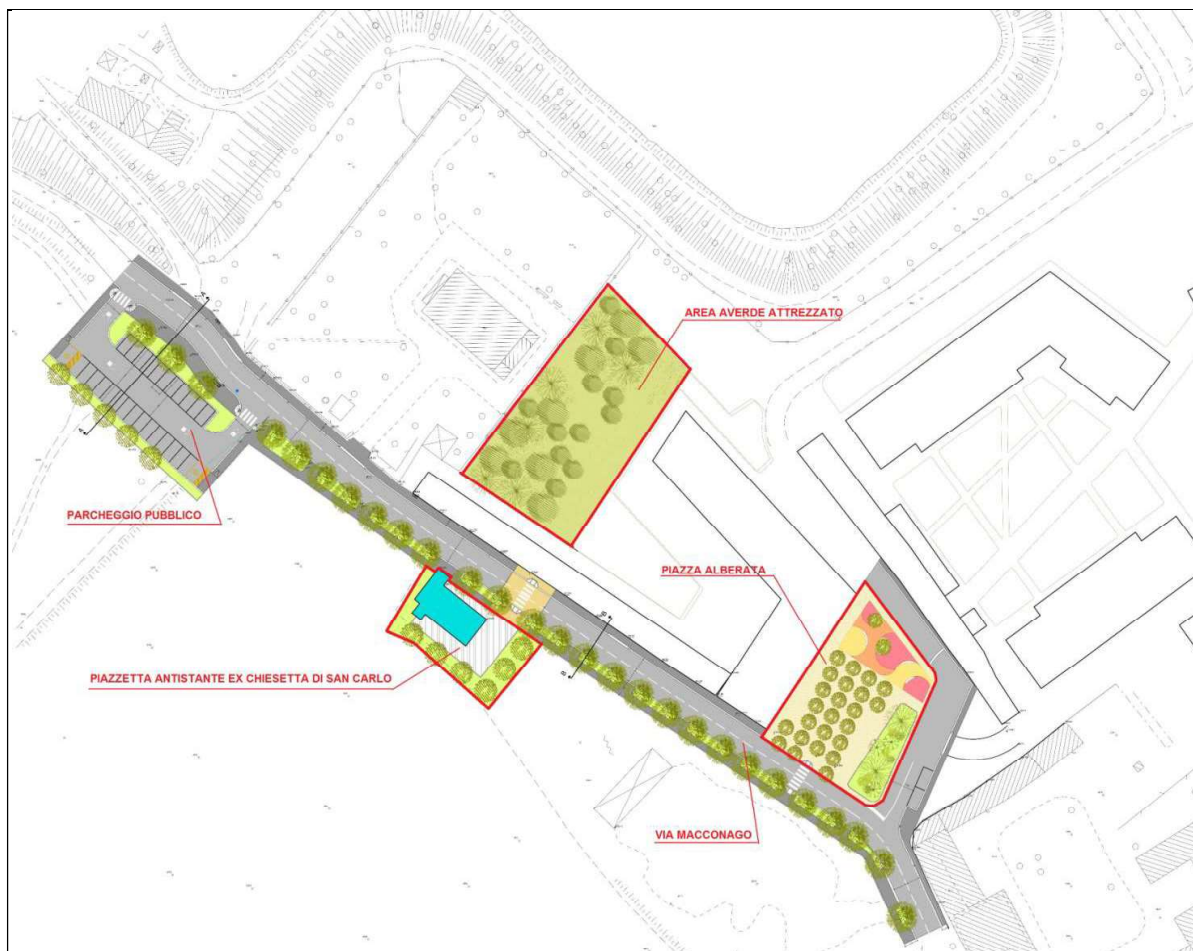 AREA AVERDE ATTREZZATO
PARCHEGGIO PUBBLICO
PIAZZA ALBERATA
PIAZZETTA ANTISTANTE EX CHIESETTA DI SAN CARLO
VIA MACCONAGO